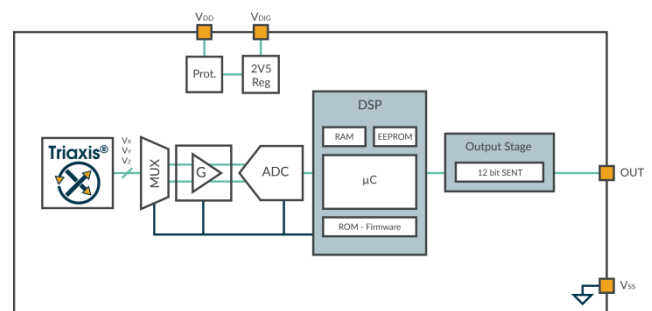 VDD
VDIG
Prot.
2V5
Reg
DSP
RAM
EEPROM
Triaxis®
VX
VY
VZ
MUX
G
ADC
µC
Output Stage
12 bit SENT
OUT
ROM - Firmware
VSS